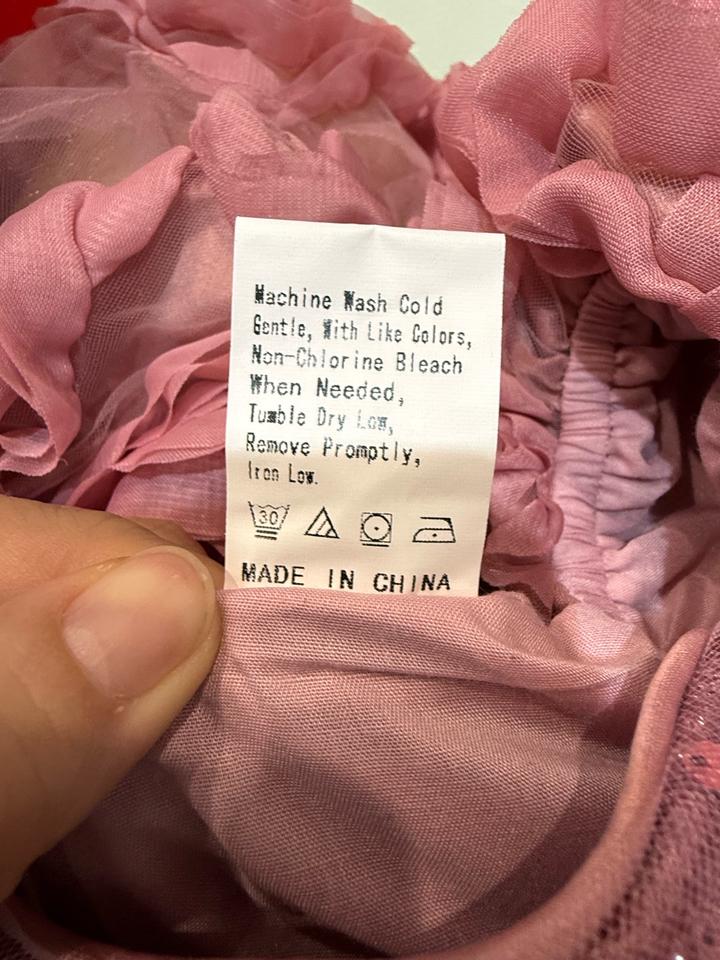 Machine Wash Cold
Gentle, With Like Colors,
Non-Chlorine Bleach
When Needed,
Tumble Dry Low,
Remove Promptly,
Iron Low.
30
MADE IN CHINA